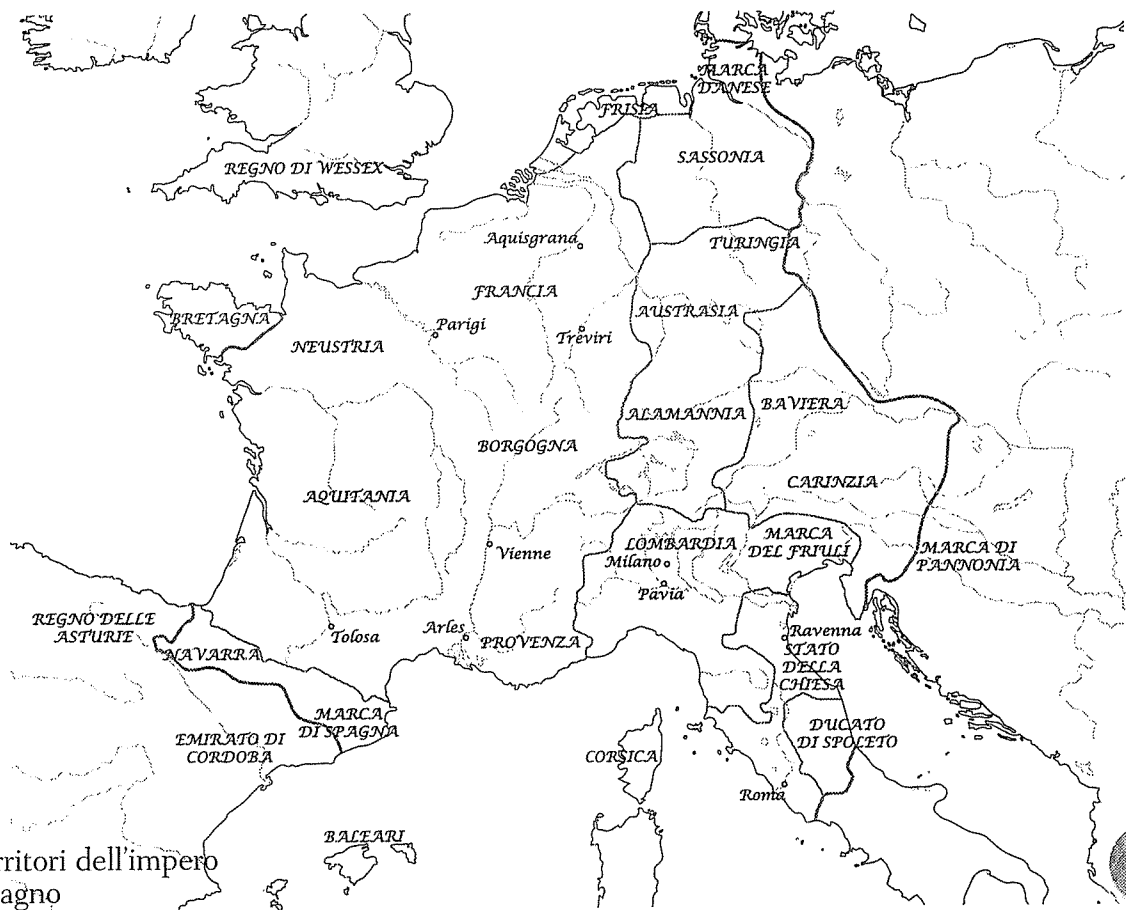 MARCA
DANESE
FRISIA
SASSONIA
REGNO DI WESSEX
Aquisgrana
TURINGIA
FRANCIA
AUSTRASIA
BRETAGNA
Parigi
Treviri
NEUSTRIA
ALAMANNIA
BAVIERA
BORGOGNA
CARINZIA
AQUITANIA
Vienne
LOMBARDIA
Milano
Pavia
MARCA
DEL FRIULI
MARCA DI
PANNONIA
REGNO DELLE
ASTURIE
NAVARRA
Tolosa
Arles
PROVENZA
Ravenna
STATO
DELLA
CHIESA
MARCA
DI SPAGNA
EMIRATO DI
CORDOBA
DUCATO
DI SPOLETO
CORSICA
Roma
BALEARI
rritori dell'impero
agno